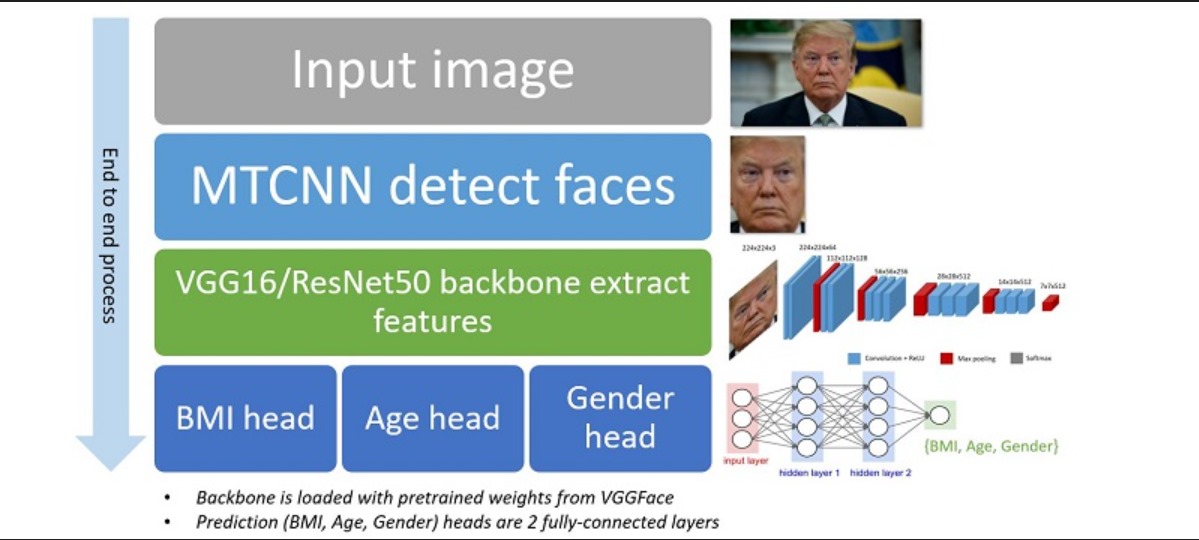 End to end process
Input image
MTCNN detect faces
VGG16/ResNet50 backbone extract
features
224x224x3
224x224x64
112x112x128
56x56x256
28x28x512
14x14x512
7x7x512
Convolution + ReLU
Max pooling
Softmax
BMI head
Age head
Gender
head
input layer
hidden layer 1
hidden layer 2
{BMI, Age, Gender}
• Backbone is loaded with pretrained weights from VGGFace
• Prediction (BMI, Age, Gender) heads are 2 fully-connected layers